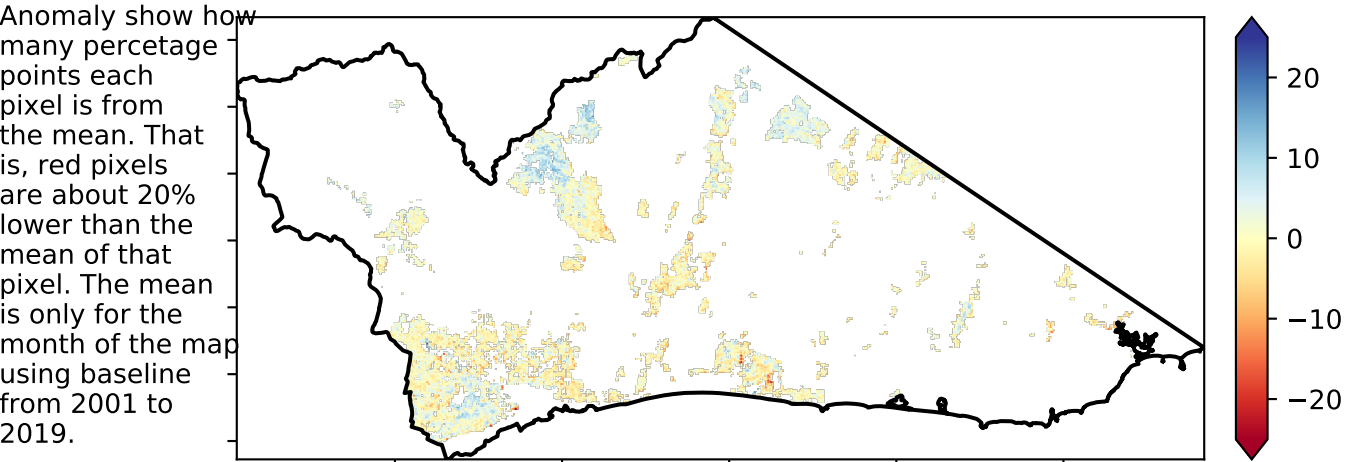 Anomaly show how
many percetage
points each
pixel is from
the mean. That
is, red pixels
are about 20%
lower than the
mean of that
pixel. The mean
is only for the
month of the map
using baseline
from 2001 to
2019.
20
10
0
−10
−20